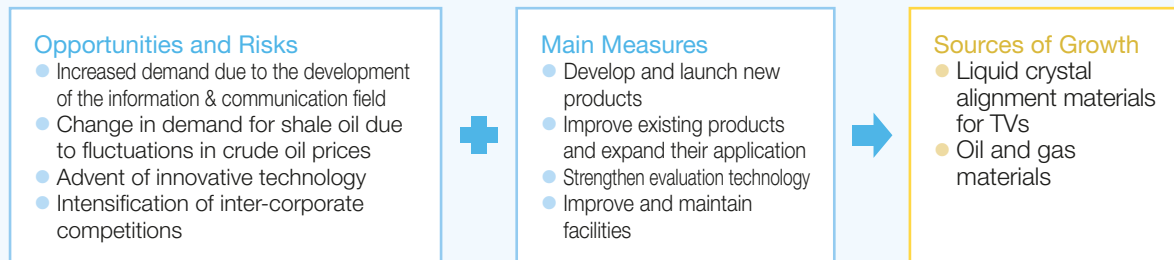 Opportunities and Risks
Increased demand due to the development
of the information & communication field
Change in demand for shale oil due
to fluctuations in crude oil prices
Advent of innovative technology
Intensification of inter-corporate
competitions
Main Measures
Develop and launch new
products
Improve existing products
and expand their application
Strengthen evaluation technology
Improve and maintain
facilities
Sources of Growth
Liquid crystal
alignment materials
for TVs
Oil and gas
materials